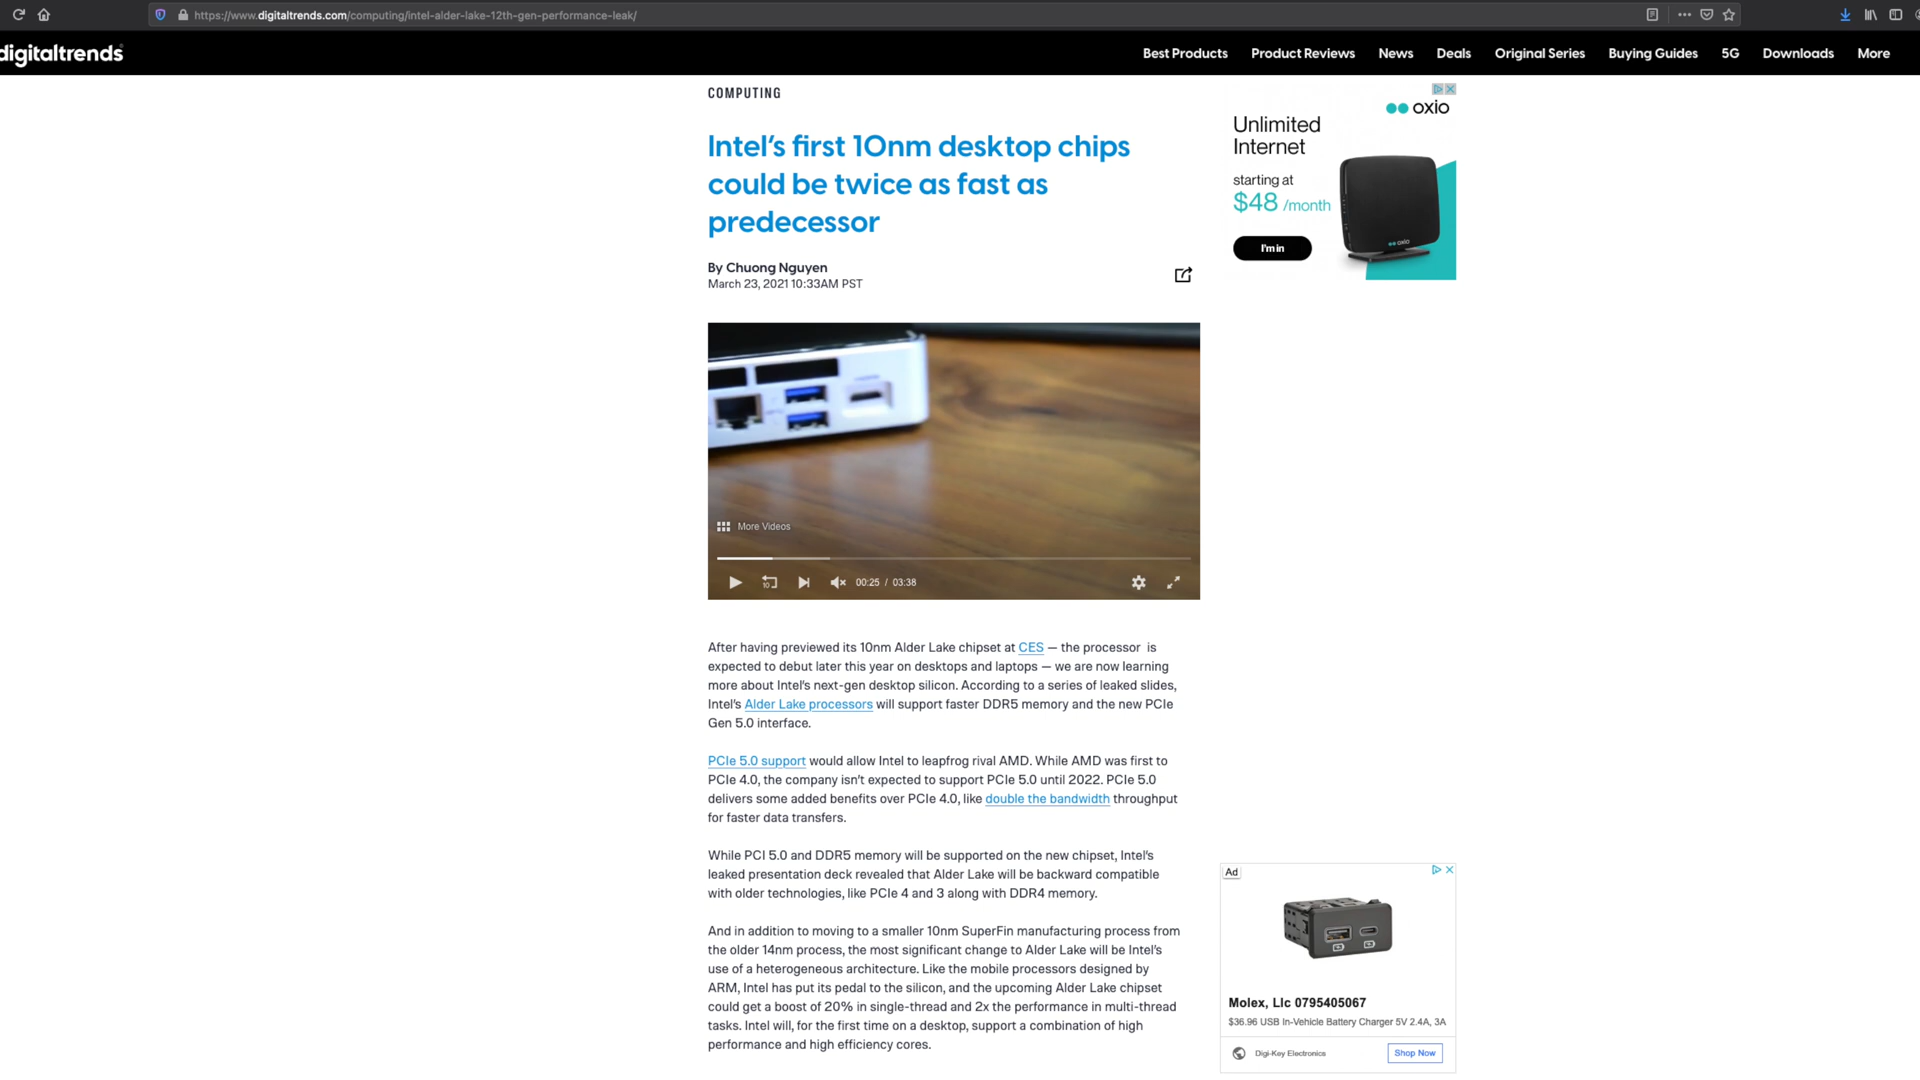 https://www.digitaltrends.com/computing/intel-alder-lake-12th-gen-performance-leak/
digitaltrends
Best Products Product Reviews News Deals Original Series Buying Guides 5G Downloads More
COMPUTING
Intel's first 10nm desktop chips
could be twice as fast as
predecessor
By Chuong Nguyen
March 23, 2021 10:33AM PST
More Videos
10
00:25 / 03:38
After having previewed its 10nm Alder Lake chipset at CES — the processor is
expected to debut later this year on desktops and laptops — we are now learning
more about Intel's next-gen desktop silicon. According to a series of leaked slides,
Intel's Alder Lake processors will support faster DDR5 memory and the new PCIe
Gen 5.0 interface.
PCIe 5.0 support would allow Intel to leapfrog rival AMD. While AMD was first to
PCIe 4.0, the company isn't expected to support PCIe 5.0 until 2022. PCIe 5.0
delivers some added benefits over PCIe 4.0, like double the bandwidth throughput
for faster data transfers.
While PCI 5.0 and DDR5 memory will be supported on the new chipset, Intel's
leaked presentation deck revealed that Alder Lake will be backward compatible
with older technologies, like PCIe 4 and 3 along with DDR4 memory.
And in addition to moving to a smaller 10nm SuperFin manufacturing process from
the older 14nm process, the most significant change to Alder Lake will be Intel's
use of a heterogeneous architecture. Like the mobile processors designed by
ARM, Intel has put its pedal to the silicon, and the upcoming Alder Lake chipset
could get a boost of 20% in single-thread and 2x the performance in multi-thread
tasks. Intel will, for the first time on a desktop, support a combination of high
performance and high efficiency cores.
oxio
Unlimited
Internet
starting at
$48 /month
I'm in
oxio
Ad
Molex, Llc 0795405067
$36.96 USB In-Vehicle Battery Charger 5V 2.4A, 3A
Digi-Key Electronics
Shop Now